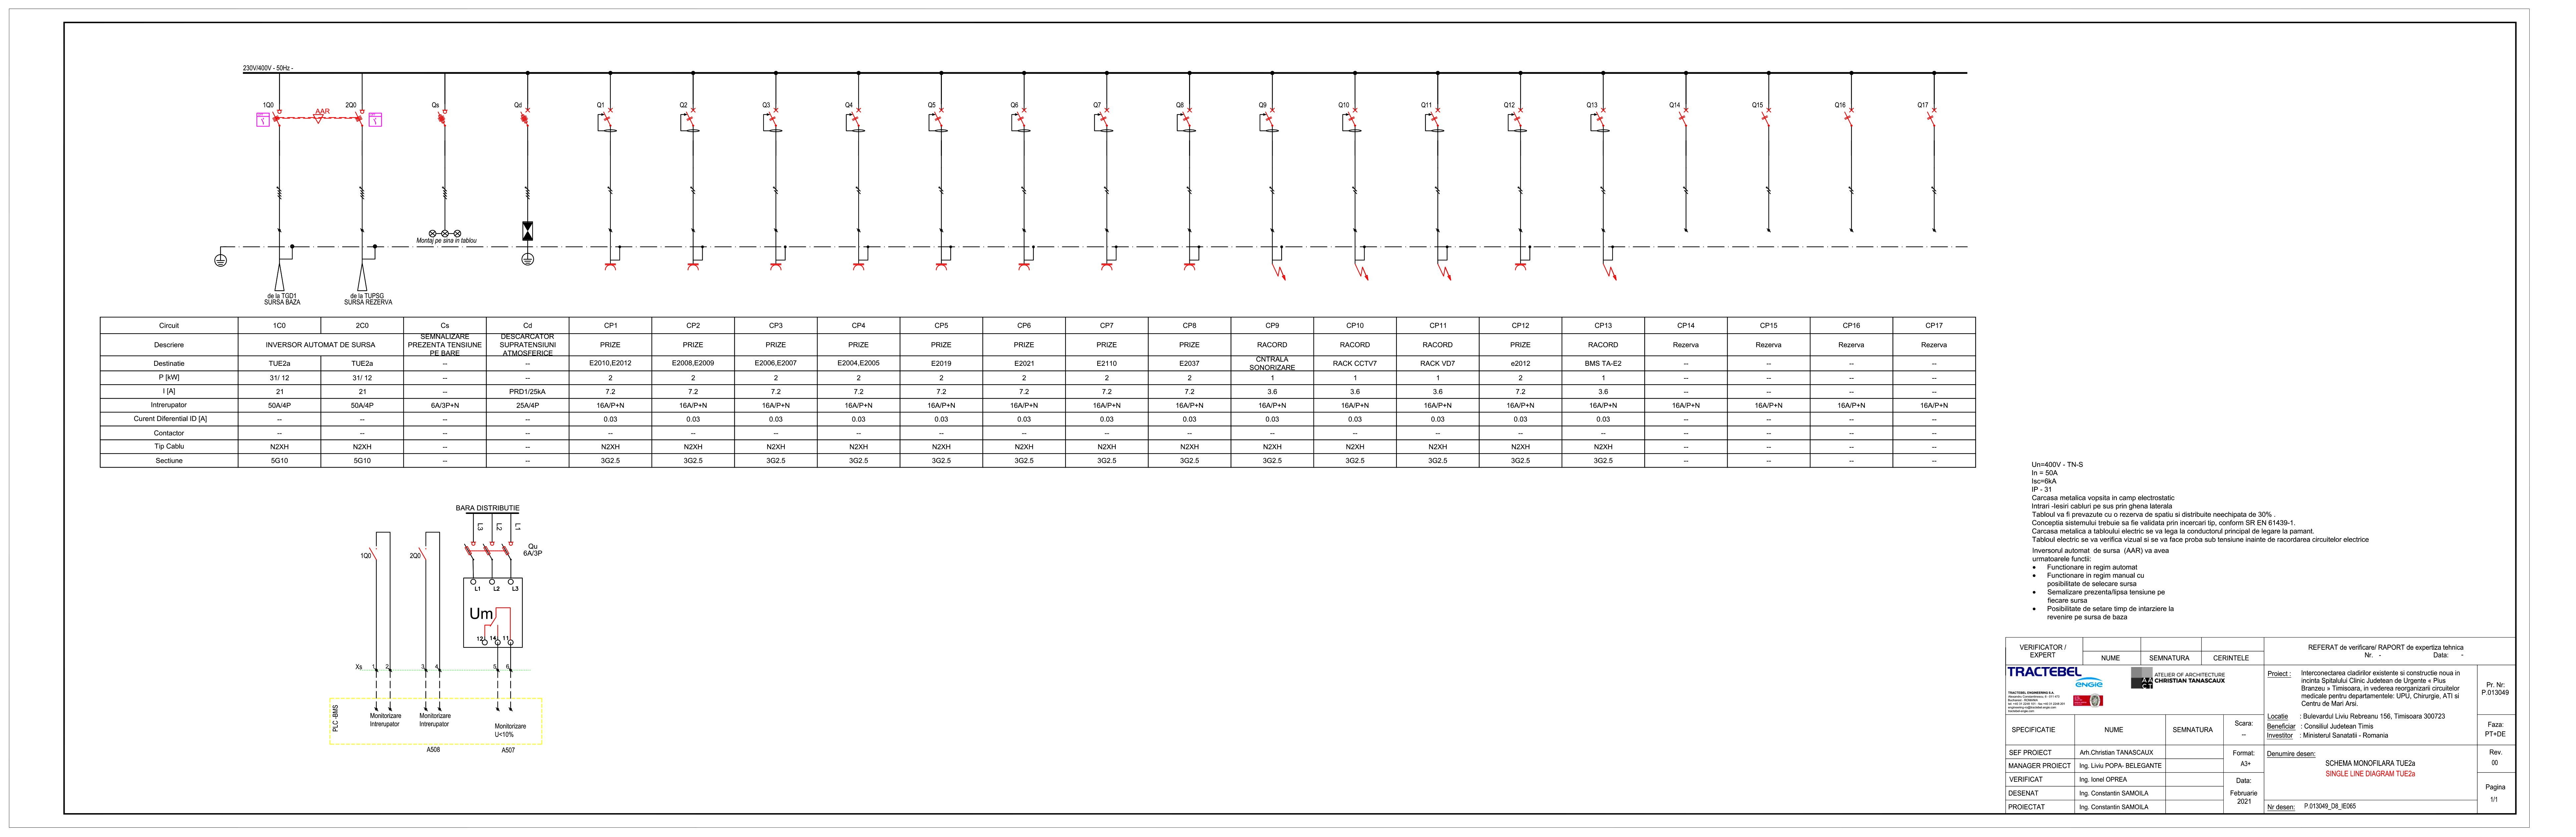 230V/400V - 50Hz -
1Q0 AAR 2Q0 Qs Qd Q1 Q2 Q3 Q4 Q5 Q6 Q7 Q8 Q9 Q10 Q11 Q12 Q13 Q14 Q15 Q16 Q17
Montaj pe sina in tablou
de la TGD1
SURSA BAZA
de la TUPSG
SURSA REZERVA
Circuit 1C0 2C0 Cs Cd CP1 CP2 CP3 CP4 CP5 CP6 CP7 CP8 CP9 CP10 CP11 CP12 CP13 CP14 CP15 CP16 CP17
Descriere INVERSOR AUTOMAT DE SURSA SEMNALIZARE PREZENTA TENSIUNE PE BARE DESCARCATOR SUPRATENSIUNI ATMOSFERICE PRIZE PRIZE PRIZE PRIZE PRIZE PRIZE PRIZE PRIZE RACORD RACORD RACORD PRIZE RACORD Rezerva Rezerva Rezerva Rezerva
Destinatie TUE2a TUE2a -- -- E2010,E2012 E2008,E2009 E2006,E2007 E2004,E2005 E2019 E2021 E2110 E2037 CNTRALA SONORIZARE RACK CCTV7 RACK VD7 e2012 BMS TA-E2 -- -- -- --
P [kW] 31/ 12 31/ 12 -- -- 2 2 2 2 2 2 2 2 1 1 1 2 1 -- -- -- --
I [A] 21 21 -- PRD1/25kA 7.2 7.2 7.2 7.2 7.2 7.2 7.2 7.2 3.6 3.6 3.6 7.2 3.6 -- -- -- --
Intrerupator 50A/4P 50A/4P 6A/3P+N 25A/4P 16A/P+N 16A/P+N 16A/P+N 16A/P+N 16A/P+N 16A/P+N 16A/P+N 16A/P+N 16A/P+N 16A/P+N 16A/P+N 16A/P+N 16A/P+N 16A/P+N 16A/P+N 16A/P+N 16A/P+N
Curent Diferential ID [A] -- -- -- -- 0.03 0.03 0.03 0.03 0.03 0.03 0.03 0.03 0.03 0.03 0.03 0.03 0.03 -- -- -- --
Contactor -- -- -- -- -- -- -- -- -- -- -- -- -- -- -- -- -- -- -- -- --
Tip Cablu N2XH N2XH -- -- N2XH N2XH N2XH N2XH N2XH N2XH N2XH N2XH N2XH N2XH N2XH N2XH N2XH -- -- -- --
Sectiune 5G10 5G10 -- -- 3G2.5 3G2.5 3G2.5 3G2.5 3G2.5 3G2.5 3G2.5 3G2.5 3G2.5 3G2.5 3G2.5 3G2.5 3G2.5 -- -- -- --
BARA DISTRIBUTIE
L3 L2 L1
1Q0 2Q0
Qu
6A/3P
L1 L2 L3
Um
12 14 11
Xs 1 2 3 4 5 6
PLC -BMS
Monitorizare
Intrerupator
Monitorizare
Intrerupator
Monitorizare
U<10%
A508 A507
Un=400V - TN-S
In = 50A
Isc=6kA
IP - 31
Carcasa metalica vopsita in camp electrostatic
Intrari -Iesiri cabluri pe sus prin ghena laterala
Tabloul va fi prevazute cu o rezerva de spatiu si distribuite neechipata de 30% .
Conceptia sistemului trebuie sa fie validata prin incercari tip, conform SR EN 61439-1.
Carcasa metalica a tabloului electric se va lega la conductorul principal de legare la pamant.
Tabloul electric se va verifica vizual si se va face proba sub tensiune inainte de racordarea circuitelor electrice
Inversorul automat de sursa (AAR) va avea
urmatoarele functii:
• Functionare in regim automat
• Functionare in regim manual cu
posibilitate de selecare sursa
• Semalizare prezenta/lipsa tensiune pe
fiecare sursa
• Posibilitate de setare timp de intarziere la
revenire pe sursa de baza
VERIFICATOR /
EXPERT
NUME SEMNATURA CERINTELE
REFERAT de verificare/ RAPORT de expertiza tehnica
Nr. - Data: -
TRACTEBEL
ENGIE
ATELIER OF ARCHITECTURE
CHRISTIAN TANASCAUX
TRACTEBEL ENGINEERING S.A
Proiect : Interconectarea cladirilor existente si constructie noua in
incinta Spitalului Clinic Judetean de Urgente « Pius
Branzeu » Timisoara, in vederea reorganizarii circuitelor
medicale pentru departamentele: UPU, Chirurgie, ATI si
Centru de Mari Arsi.
Pr. Nr:
P.013049
Locatie : Bulevardul Liviu Rebreanu 156, Timisoara 300723
Beneficiar : Consiliul Judetean Timis
Investitor : Ministerul Sanatatii - Romania
Faza:
PT+DE
SPECIFICATIE NUME SEMNATURA
Scara:
--
SEF PROIECT Arh.Christian TANASCAUX
MANAGER PROIECT Ing. Liviu POPA- BELEGANTE
VERIFICAT Ing. Ionel OPREA
DESENAT Ing. Constantin SAMOILA
PROIECTAT Ing. Constantin SAMOILA
Format:
A3+
Data:
Februarie
2021
Denumire desen:
SCHEMA MONOFILARA TUE2a
SINGLE LINE DIAGRAM TUE2a
Rev.
00
Pagina
1/1
Nr desen: P.013049_D8_IE065